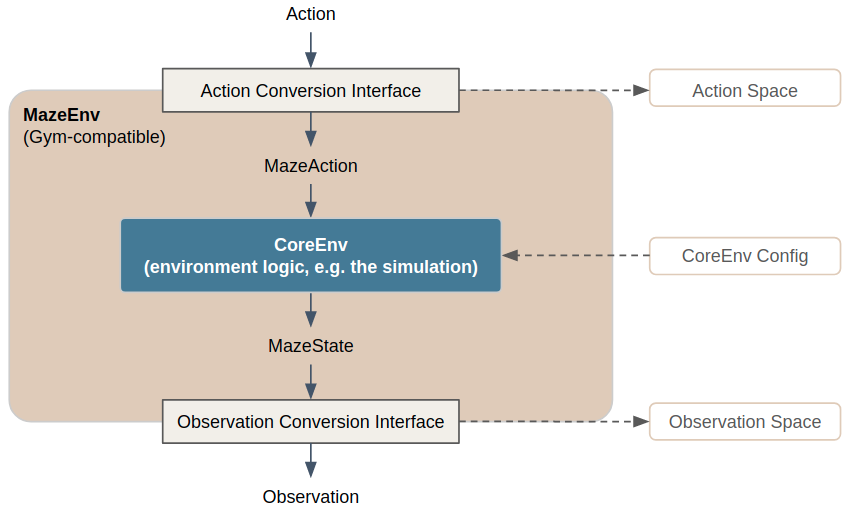 Action
Action Conversion Interface
Action Space
MazeEnv
(Gym-compatible)
MazeAction
CoreEnv
(environment logic, e.g. the simulation)
CoreEnv Config
MazeState
Observation Conversion Interface
Observation Space
Observation